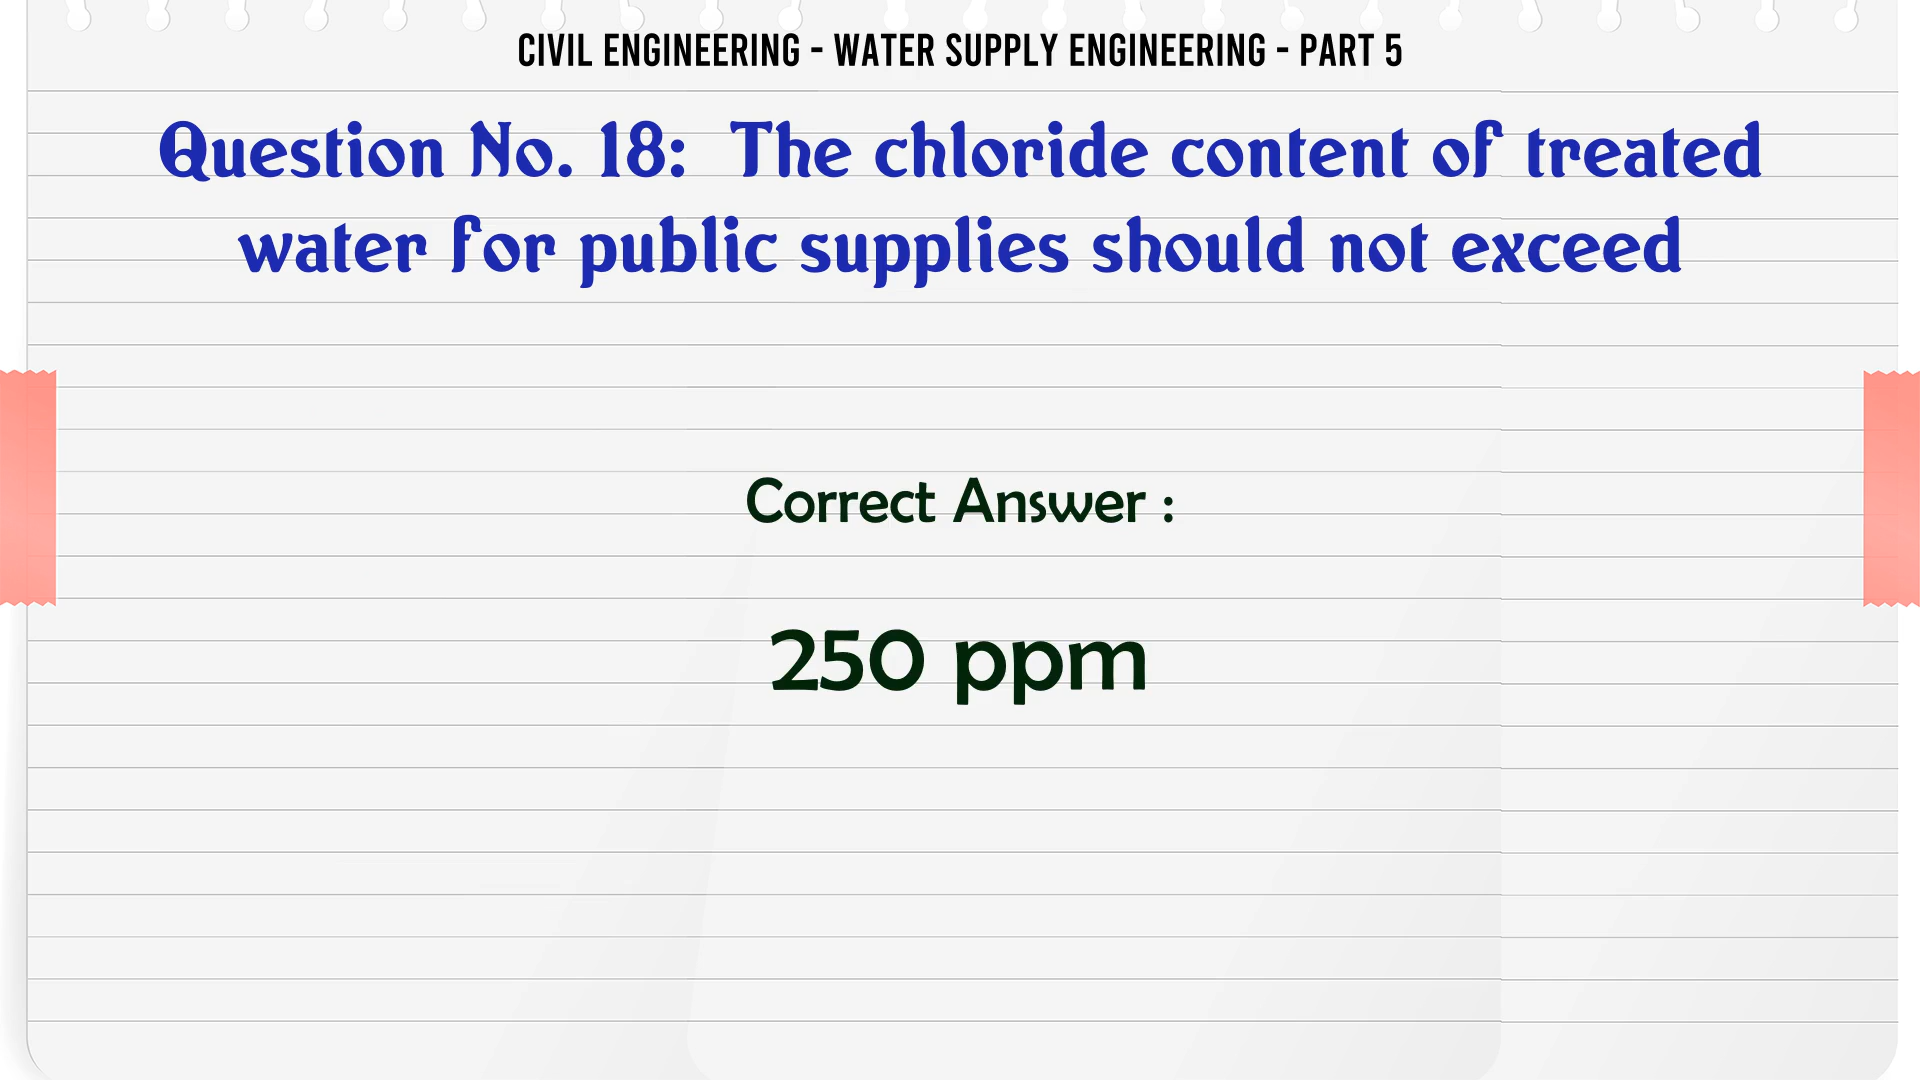 CIVIL ENGINEERING - WATER SUPPLY ENGINEERING - PART 5
Question No. 18:  The chloride content of treated
water for public supplies should not exceed
Correct Answer :
250 ppm